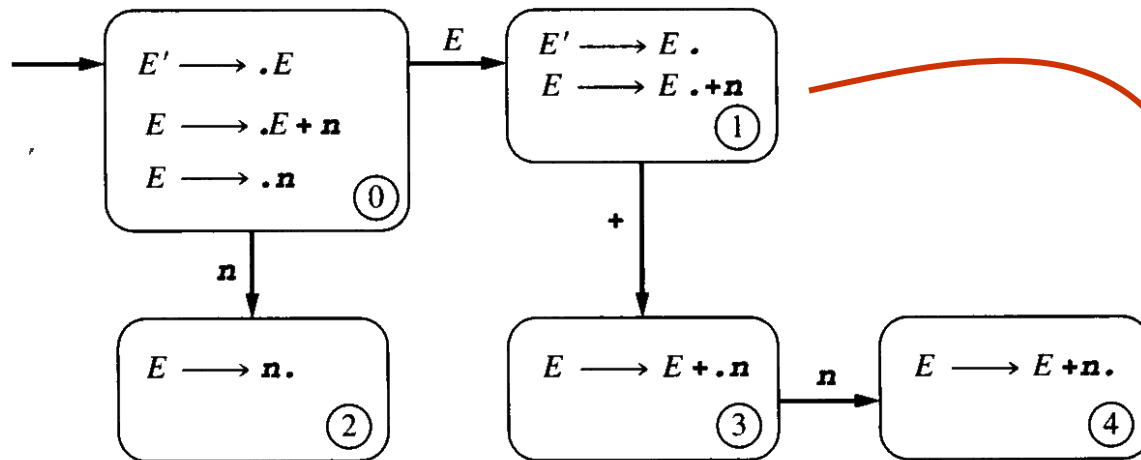 E' ⟶ .E
E ⟶ .E + n
E ⟶ .n
0
E
E' ⟶ E .
E ⟶ E .+n
1
n
+
E ⟶ n.
2
E ⟶ E +.n
3
n
E ⟶ E +n.
4